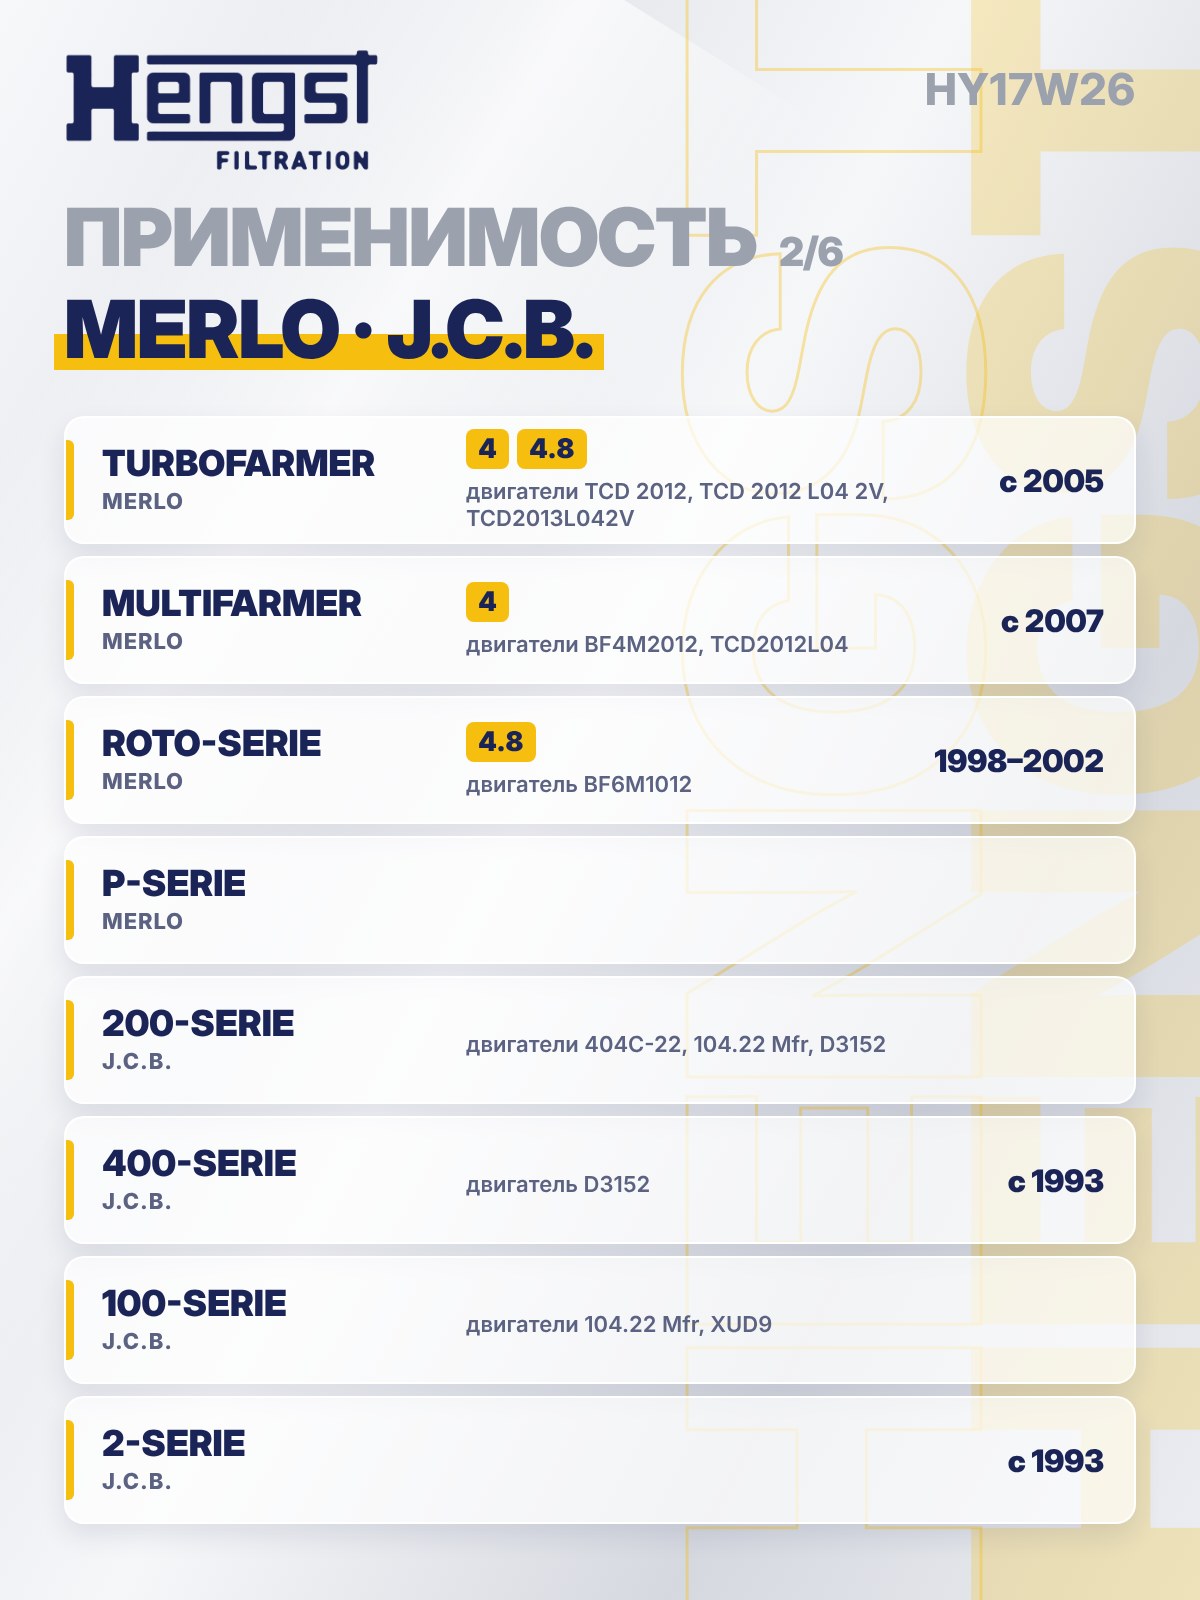 Hengst
FILTRATION
HY17W26
ПРИМЕНИМОСТЬ 2/6
MERLO · J.C.B.
TURBOFARMER
MERLO
4 4.8
двигатели TCD 2012, TCD 2012 L04 2V,
TCD2013L042V
с 2005
MULTIFARMER
MERLO
4
двигатели BF4M2012, TCD2012L04
с 2007
ROTO-SERIE
MERLO
4.8
двигатель BF6M1012
1998–2002
P-SERIE
MERLO
200-SERIE
J.C.B.
двигатели 404C-22, 104.22 Mfr, D3152
400-SERIE
J.C.B.
двигатель D3152
с 1993
100-SERIE
J.C.B.
двигатели 104.22 Mfr, XUD9
2-SERIE
J.C.B.
с 1993
HENGST
HENGST